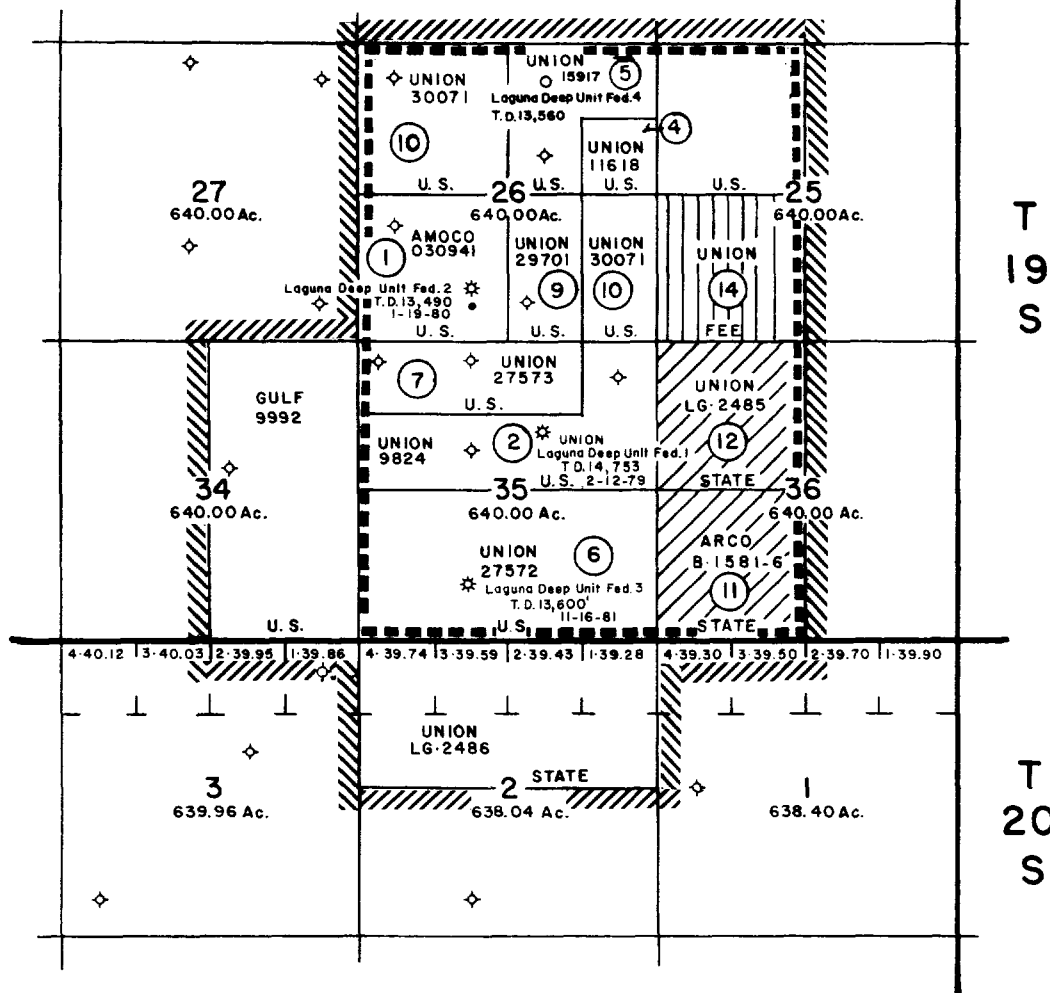 UNION
15917
5
UNION
30071
Laguna Deep Unit Fed.4
T.D.13,560
4
10
UNION
11618
U.S.
U.S.
U.S.
U.S.
27
26
25
640.00 Ac.
640.00 Ac.
640.00 Ac.
T
19
S
AMOCO
030941
1
UNION
29701
9
UNION
30071
10
UNION
14
Laguna Deep Unit Fed. 2
T.D.13,490
1-19-80
U.S.
U.S.
U.S.
FEE
GULF
9992
7
UNION
27573
U.S.
UNION
LG-2485
12
UNION
9824
2
UNION
Laguna Deep Unit Fed.1
T.D.14,753
U.S. 2-12-79
STATE
34
35
36
640.00 Ac.
640.00 Ac.
640.00 Ac.
UNION
27572
6
Laguna Deep Unit Fed.3
T.D.13,600'
11-16-81
ARCO
B-1581-6
11
U.S.
U.S.
STATE
4·40.12 3·40.03 2·39.95 1·39.86 4·39.74 3·39.59 2·39.43 1·39.28 4·39.30 3·39.50 2·39.70 1·39.90
UNION
LG·2486
STATE
3
2
1
639.96 Ac.
638.04 Ac.
638.40 Ac.
T
20
S